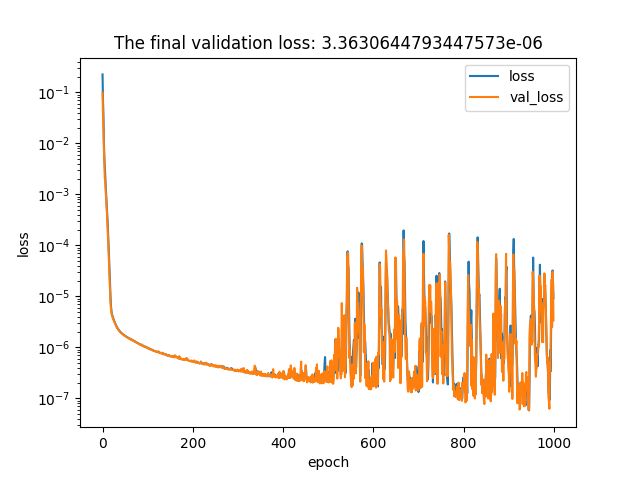 The final validation loss: 3.3630644793447573e-06
loss
val_loss
10⁻¹
10⁻²
10⁻³
10⁻⁴
10⁻⁵
10⁻⁶
10⁻⁷
loss
0 200 400 600 800 1000
epoch